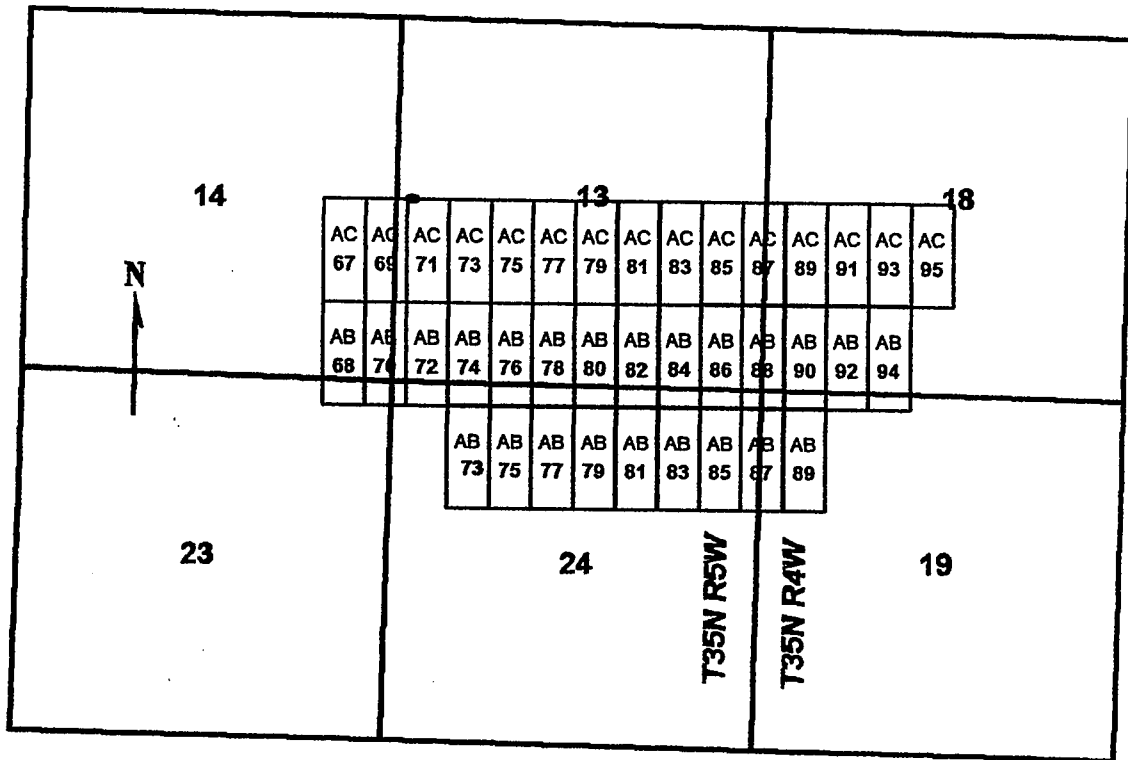 14 13 18
N
AC AC AC AC AC AC AC AC AC AC AC AC AC AC AC
67 69 71 73 75 77 79 81 83 85 87 89 91 93 95
AB AB AB AB AB AB AB AB AB AB AB AB AB AB
68 70 72 74 76 78 80 82 84 86 88 90 92 94
AB AB AB AB AB AB AB AB AB
73 75 77 79 81 83 85 87 89
23 24 19
T35N R5W
T35N R4W